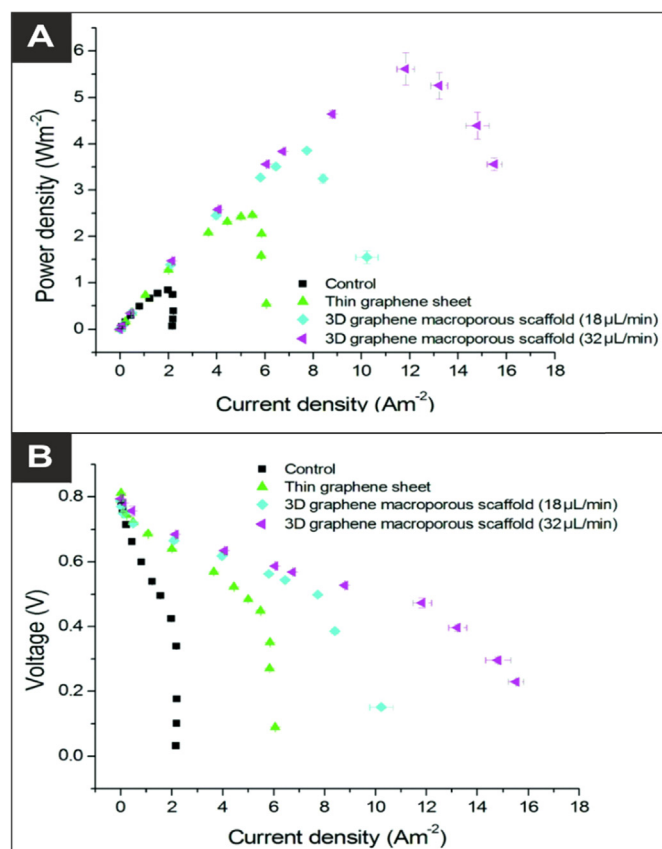 A
Power density (Wm⁻²)
6
5
4
3
2
1
0
Control
Thin graphene sheet
3D graphene macroporous scaffold (18µL/min)
3D graphene macroporous scaffold (32µL/min)
0 2 4 6 8 10 12 14 16 18
Current density (Am⁻²)
B
Voltage (V)
0.8
0.6
0.4
0.2
0.0
Control
Thin graphene sheet
3D graphene macroporous scaffold (18µL/min)
3D graphene macroporous scaffold (32µL/min)
0 2 4 6 8 10 12 14 16 18
Current density (Am⁻²)